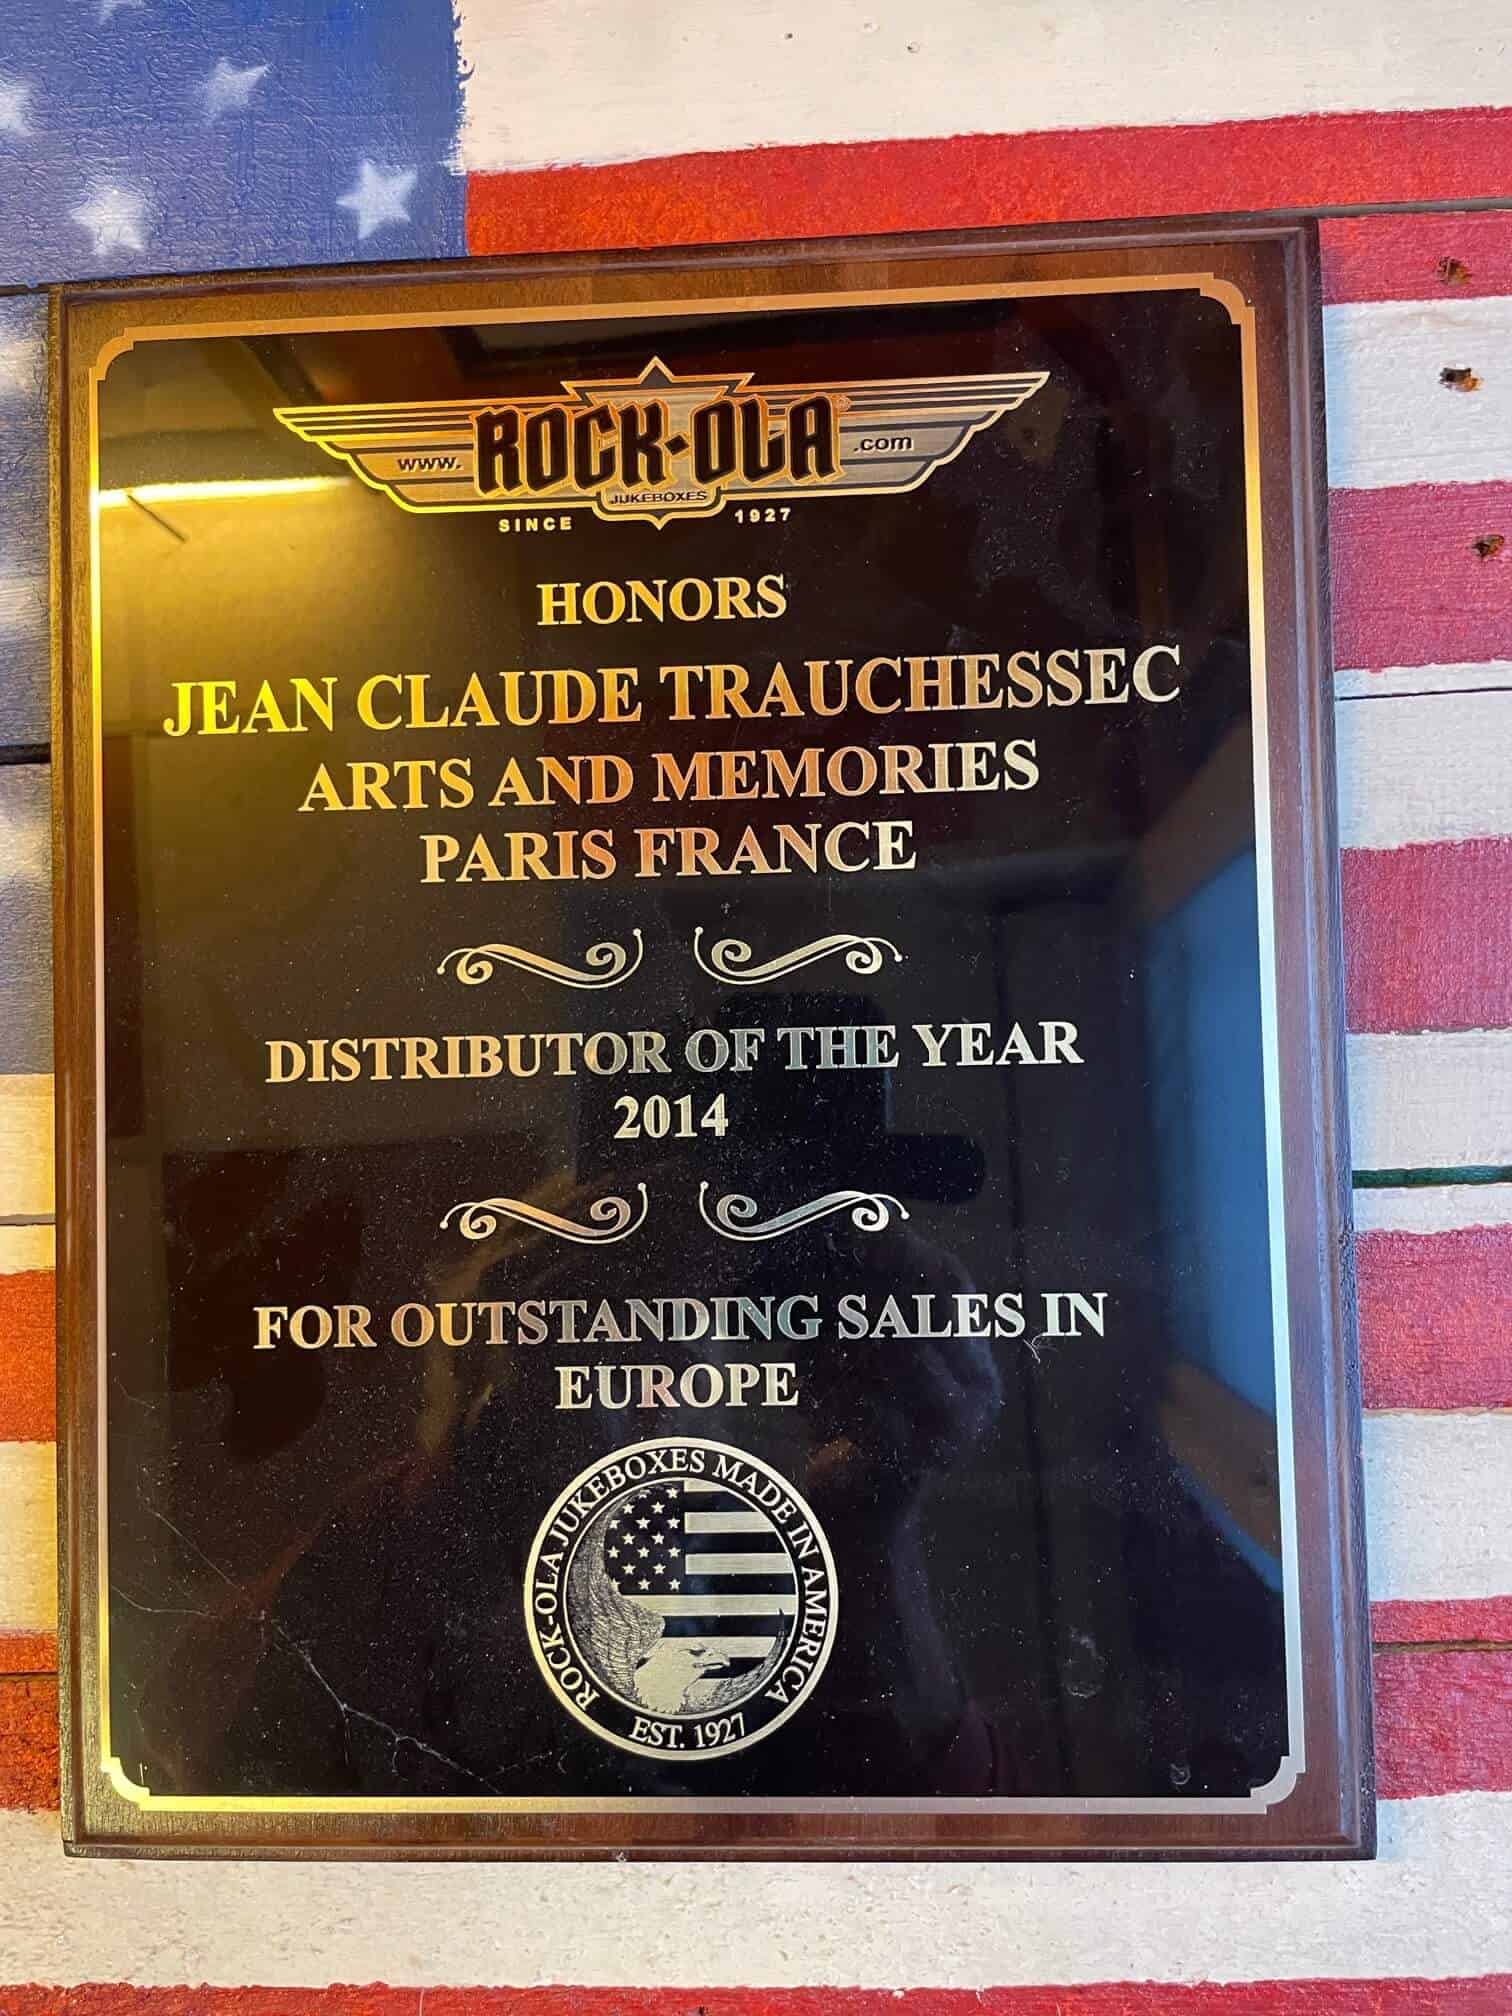 www. ROCK-OLA® .com
JUKEBOXES
SINCE 1927
HONORS
JEAN CLAUDE TRAUCHESSEC
ARTS AND MEMORIES
PARIS FRANCE
DISTRIBUTOR OF THE YEAR
2014
FOR OUTSTANDING SALES IN
EUROPE
ROCK-OLA JUKEBOXES MADE IN AMERICA
EST. 1927